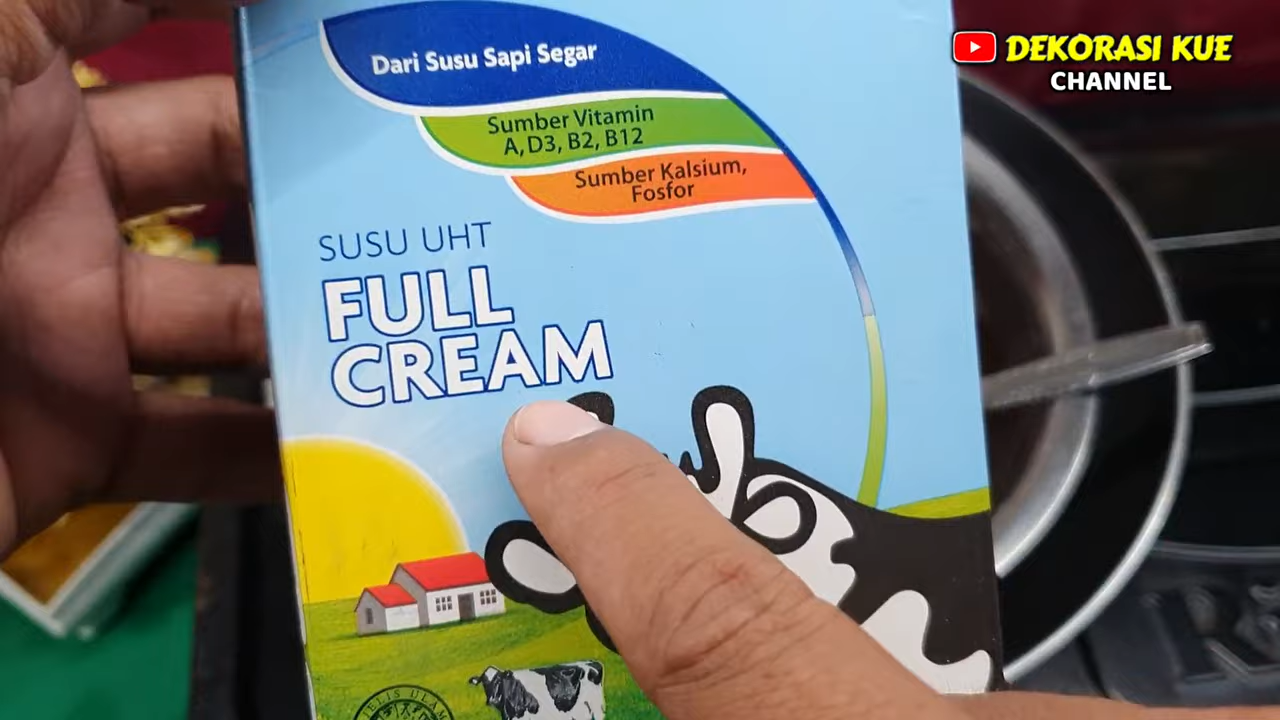 DEKORASI KUE
CHANNEL
Dari Susu Sapi Segar
Sumber Vitamin
A, D3, B2, B12
Sumber Kalsium,
Fosfor
SUSU UHT
FULL
CREAM